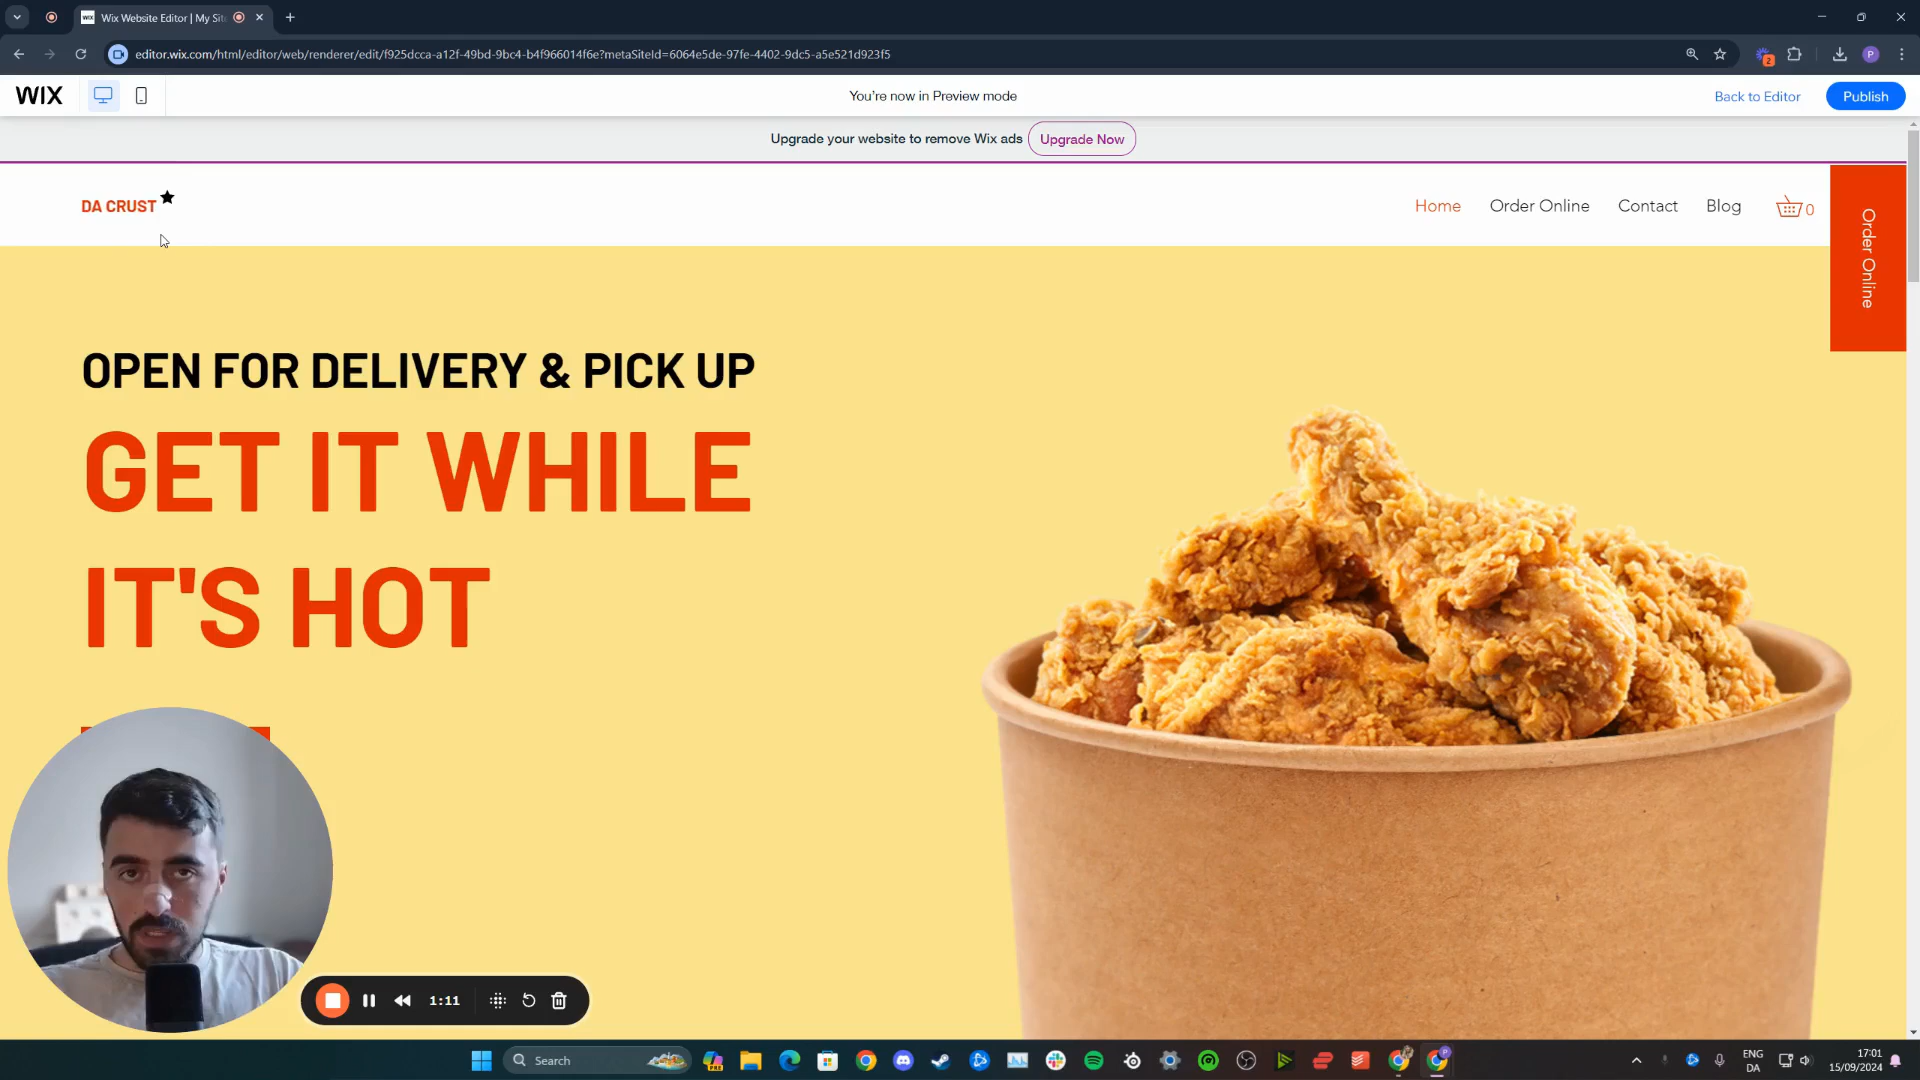 Wix Website Editor | My Sit
editor.wix.com/html/editor/web/renderer/edit/f925dcca-a12f-49bd-9bc4-b4f966014f6e?metaSiteId=6064e5de-97fe-4402-9dc5-a5e521d923f5
2
P
WIX
You're now in Preview mode
Back to Editor
Publish
Upgrade your website to remove Wix ads
Upgrade Now
DA CRUST
Home
Order Online
Contact
Blog
0
Order Online
OPEN FOR DELIVERY & PICK UP
GET IT WHILE
IT'S HOT
1:11
Search
ENG
DA
17:01
15/09/2024